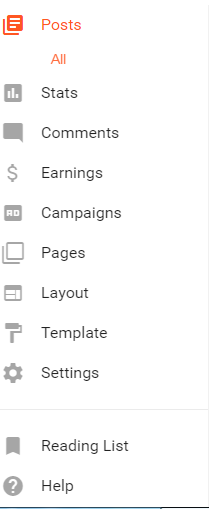 Posts
All
Stats
Comments
Earnings
Campaigns
Pages
Layout
Template
Settings
Reading List
Help